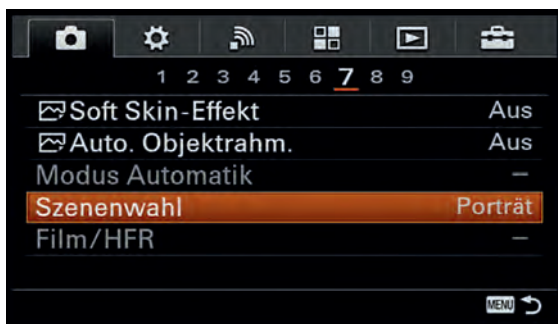 1 2 3 4 5 6 7 8 9
Soft Skin-Effekt Aus
Auto. Objektrahm. Aus
Modus Automatik –
Szenenwahl Porträt
Film/HFR –
MENU